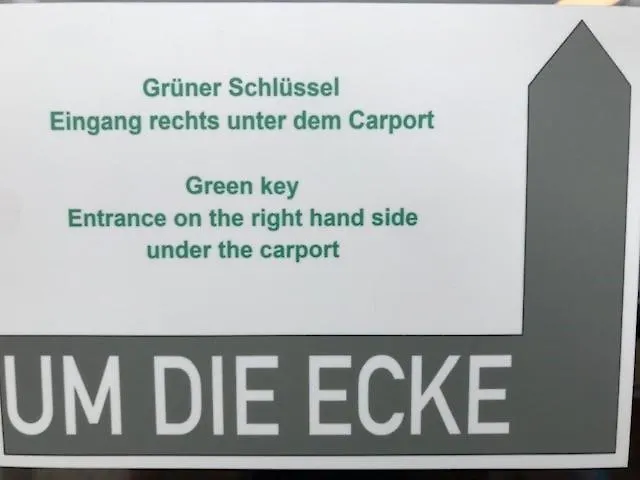 Grüner Schlüssel
Eingang rechts unter dem Carport
Green key
Entrance on the right hand side
under the carport
UM DIE ECKE